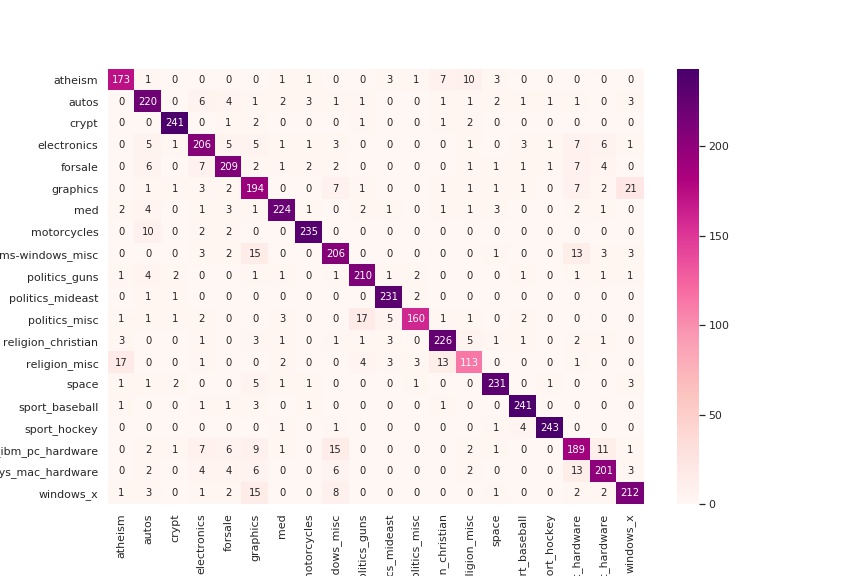 atheism 173 1 0 0 0 0 1 1 0 0 3 1 7 10 3 0 0 0 0 0
autos 0 220 0 6 4 1 2 3 1 1 0 0 1 1 2 1 1 1 0 3
crypt 0 0 241 0 1 2 0 0 0 1 0 0 1 2 0 0 0 0 0 0
electronics 0 5 1 206 5 5 1 1 3 0 0 0 0 1 0 3 1 7 6 1
200
forsale 0 6 0 7 209 2 1 2 2 0 0 0 0 1 1 1 1 7 4 0
graphics 0 1 1 3 2 194 0 0 7 1 0 0 1 1 1 1 0 7 2 21
med 2 4 0 1 3 1 224 1 0 2 1 0 1 1 3 0 0 2 1 0
motorcycles 0 10 0 2 2 0 0 235 0 0 0 0 0 0 0 0 0 0 0 0
150
ms-windows_misc 0 0 0 3 2 15 0 0 206 0 0 0 0 0 1 0 0 13 3 3
politics_guns 1 4 2 0 0 1 1 0 1 210 1 2 0 0 0 1 0 1 1 1
politics_mideast 0 1 1 0 0 0 0 0 0 0 231 2 0 0 0 0 0 0 0 0
politics_misc 1 1 1 2 0 0 3 0 0 17 5 160 1 1 0 2 0 0 0 0
100
religion_christian 3 0 0 1 0 3 1 0 1 1 3 0 226 5 1 1 0 2 1 0
religion_misc 17 0 0 1 0 0 2 0 0 4 3 3 13 113 0 0 0 1 0 0
space 1 1 2 0 0 5 1 1 0 0 0 1 0 0 231 0 1 0 0 3
sport_baseball 1 0 0 1 1 3 0 1 0 0 0 0 1 0 0 241 0 0 0 0
50
sport_hockey 0 0 0 0 0 0 1 0 1 0 0 0 0 0 1 4 243 0 0 0
_ibm_pc_hardware 0 2 1 7 6 9 1 0 15 0 0 0 0 2 1 0 0 189 11 1
ys_mac_hardware 0 2 0 4 4 6 0 0 6 0 0 0 0 2 0 0 0 13 201 3
windows_x 1 3 0 1 2 15 0 0 8 0 0 0 0 0 1 0 0 2 2 212
0
atheism
autos
crypt
electronics
forsale
graphics
med
motorcycles
dows_misc
olitics_guns
cs_mideast
olitics_misc
n_christian
ligion_misc
space
rt_baseball
ort_hockey
c_hardware
c_hardware
windows_x